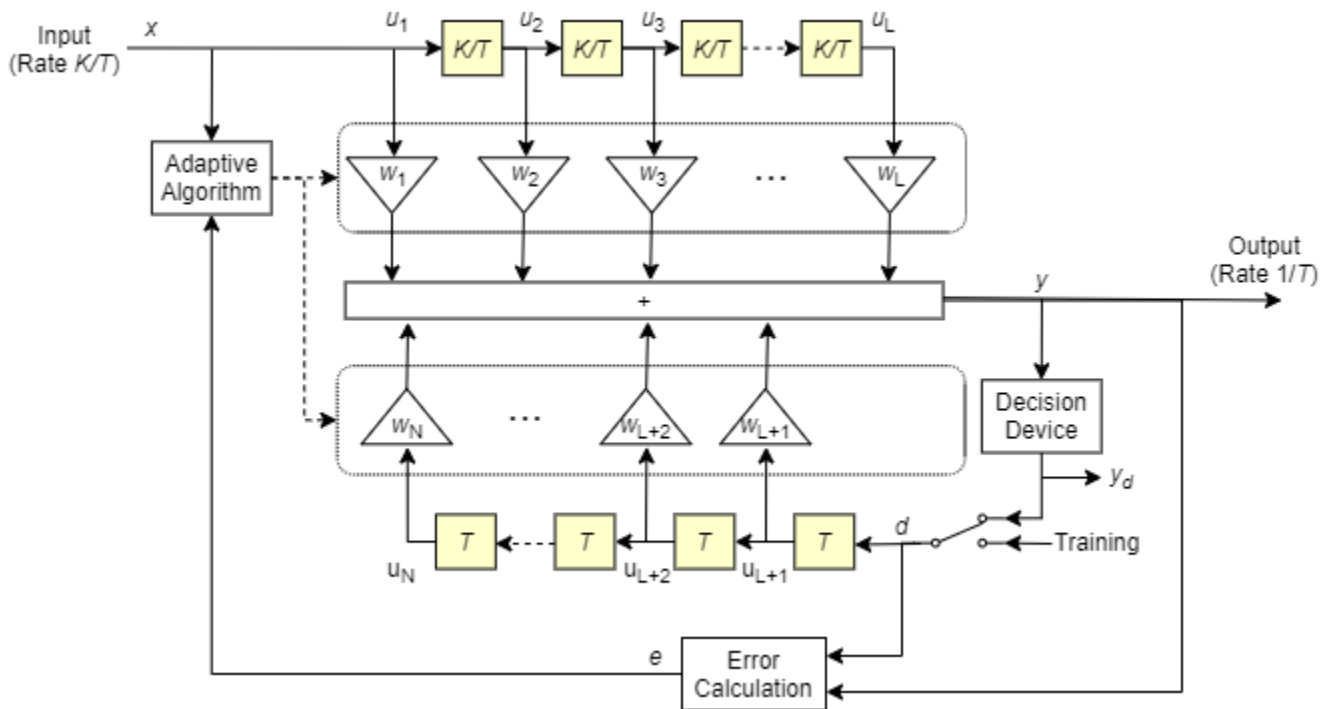 Input
(Rate K/T)
x
u1
u2
u3
uL
K/T
K/T
K/T
K/T
Adaptive
Algorithm
w1
w2
w3
...
wL
+
y
Output
(Rate 1/T)
wN
...
wL+2
wL+1
Decision
Device
yd
T
T
T
T
d
Training
uN
uL+2
uL+1
e
Error
Calculation